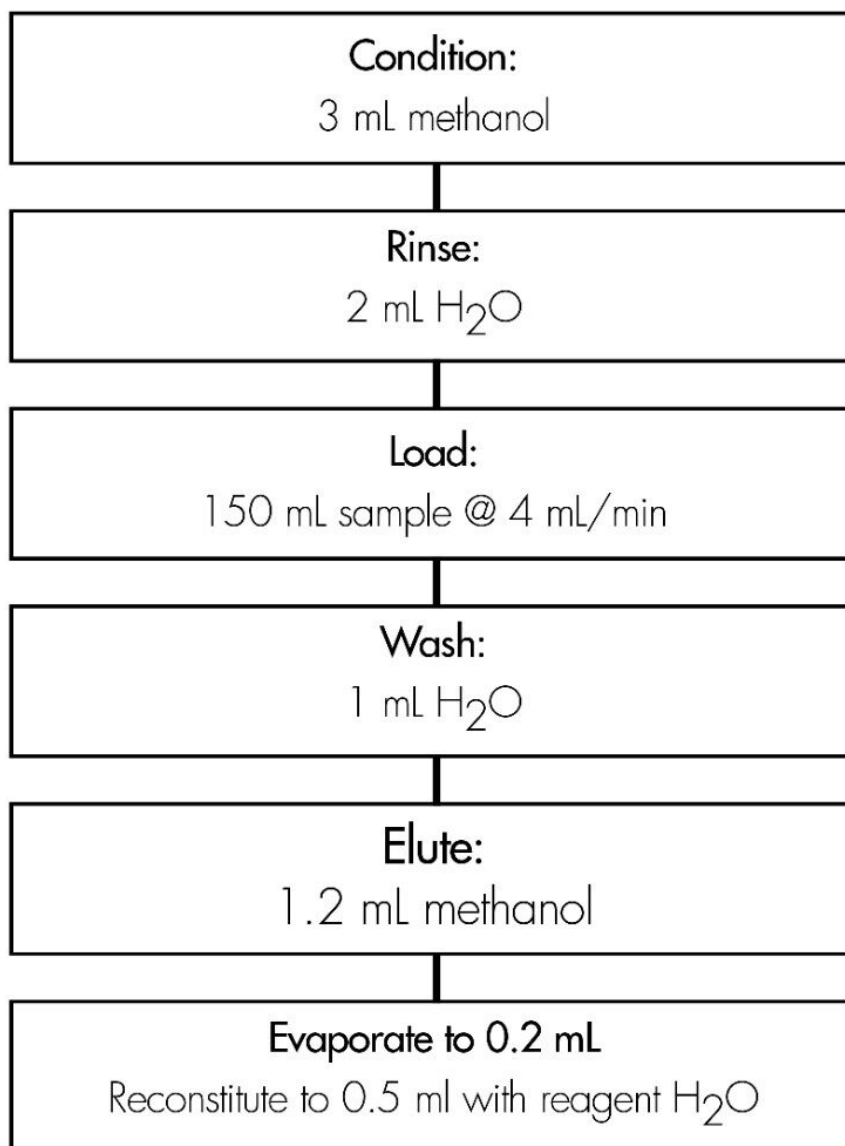 Condition:
3 mL methanol
Rinse:
2 mL H₂O
Load:
150 mL sample @ 4 mL/min
Wash:
1 mL H₂O
Elute:
1.2 mL methanol
Evaporate to 0.2 mL
Reconstitute to 0.5 ml with reagent H₂O